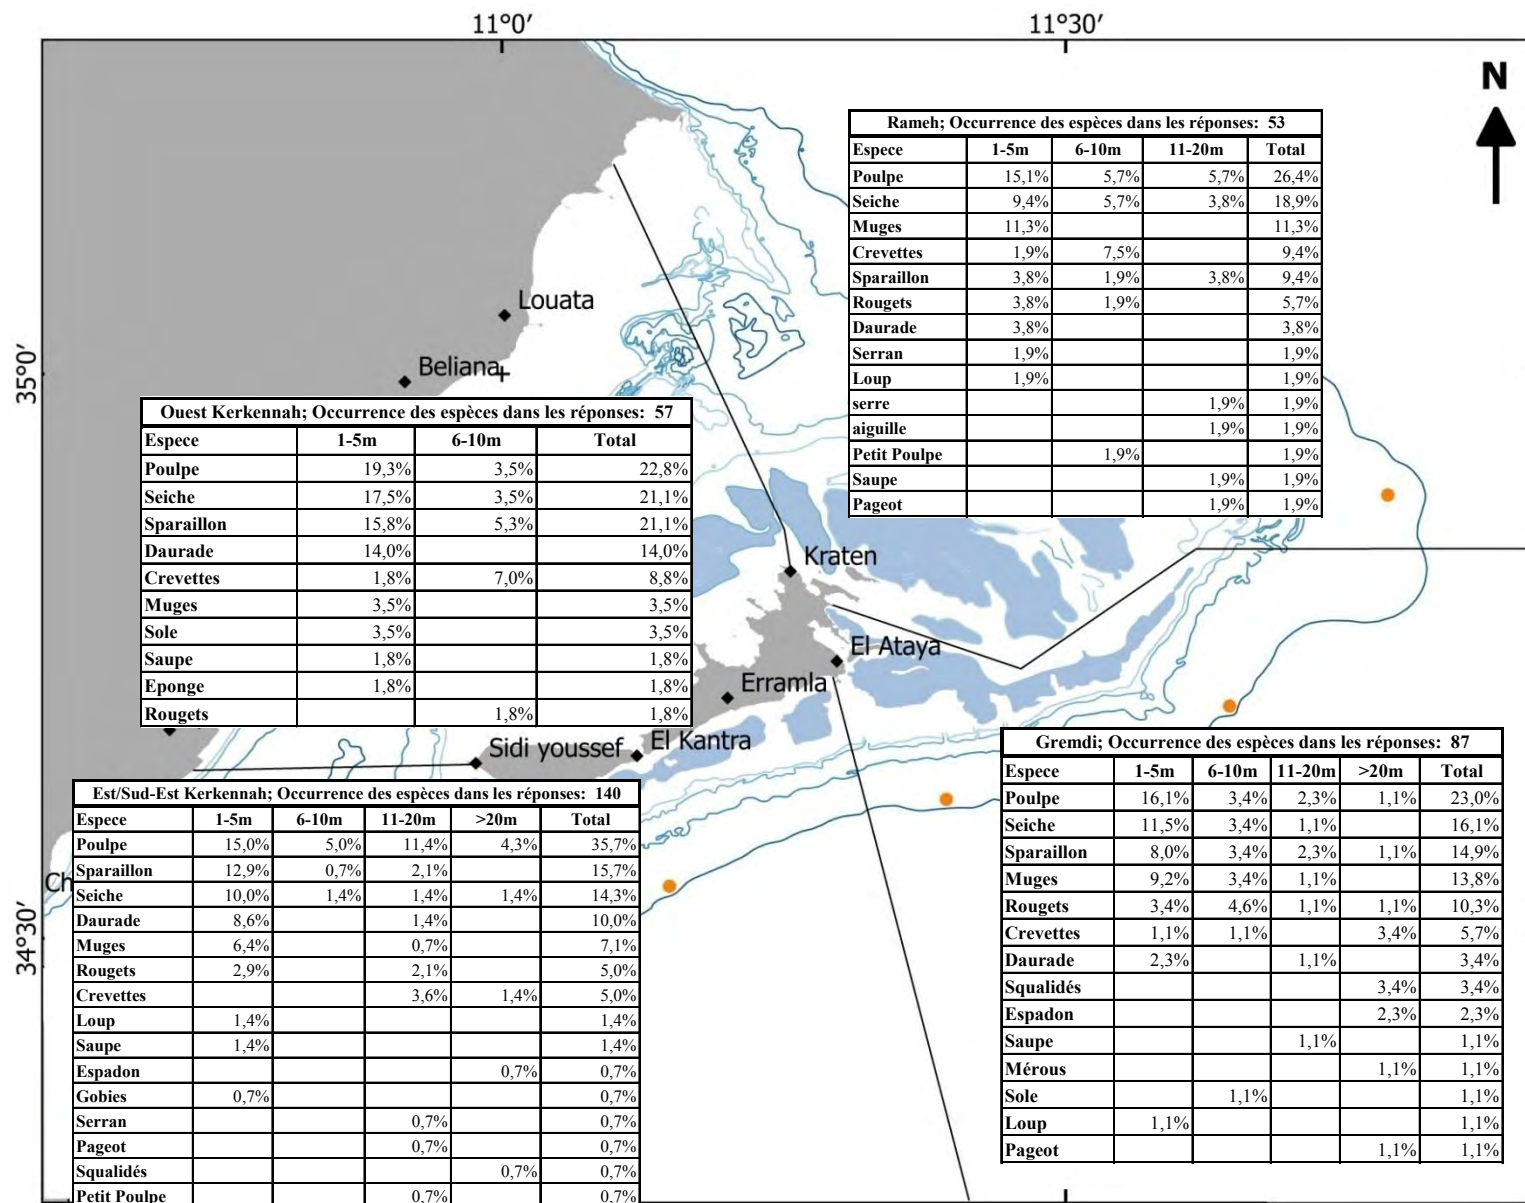 11°0′ 11°30′
N
Rameh; Occurrence des espèces dans les réponses: 53
Espece 1-5m 6-10m 11-20m Total
Poulpe 15,1% 5,7% 5,7% 26,4%
Seiche 9,4% 5,7% 3,8% 18,9%
Muges 11,3% 11,3%
Crevettes 1,9% 7,5% 9,4%
Sparaillon 3,8% 1,9% 3,8% 9,4%
Rougets 3,8% 1,9% 5,7%
Daurade 3,8% 3,8%
Serran 1,9% 1,9%
Loup 1,9% 1,9%
serre 1,9% 1,9%
aiguille 1,9% 1,9%
Petit Poulpe 1,9% 1,9%
Saupe 1,9% 1,9%
Pageot 1,9% 1,9%
Louata
Beliana
35°0′
Ouest Kerkennah; Occurrence des espèces dans les réponses: 57
Espece 1-5m 6-10m Total
Poulpe 19,3% 3,5% 22,8%
Seiche 17,5% 3,5% 21,1%
Sparaillon 15,8% 5,3% 21,1%
Daurade 14,0% 14,0%
Crevettes 1,8% 7,0% 8,8%
Muges 3,5% 3,5%
Sole 3,5% 3,5%
Saupe 1,8% 1,8%
Eponge 1,8% 1,8%
Rougets 1,8% 1,8%
Kraten
El Ataya
Erramla
El Kantra
Sidi youssef
Ch
34°30′
Est/Sud-Est Kerkennah; Occurrence des espèces dans les réponses: 140
Espece 1-5m 6-10m 11-20m >20m Total
Poulpe 15,0% 5,0% 11,4% 4,3% 35,7%
Sparaillon 12,9% 0,7% 2,1% 15,7%
Seiche 10,0% 1,4% 1,4% 1,4% 14,3%
Daurade 8,6% 1,4% 10,0%
Muges 6,4% 0,7% 7,1%
Rougets 2,9% 2,1% 5,0%
Crevettes 3,6% 1,4% 5,0%
Loup 1,4% 1,4%
Saupe 1,4% 1,4%
Espadon 0,7% 0,7%
Gobies 0,7% 0,7%
Serran 0,7% 0,7%
Pageot 0,7% 0,7%
Squalidés 0,7% 0,7%
Petit Poulpe 0,7% 0,7%
Gremdi; Occurrence des espèces dans les réponses: 87
Espece 1-5m 6-10m 11-20m >20m Total
Poulpe 16,1% 3,4% 2,3% 1,1% 23,0%
Seiche 11,5% 3,4% 1,1% 16,1%
Sparaillon 8,0% 3,4% 2,3% 1,1% 14,9%
Muges 9,2% 3,4% 1,1% 13,8%
Rougets 3,4% 4,6% 1,1% 1,1% 10,3%
Crevettes 1,1% 1,1% 3,4% 5,7%
Daurade 2,3% 1,1% 3,4%
Squalidés 3,4% 3,4%
Espadon 2,3% 2,3%
Saupe 1,1% 1,1%
Mérous 1,1% 1,1%
Sole 1,1% 1,1%
Loup 1,1% 1,1%
Pageot 1,1% 1,1%